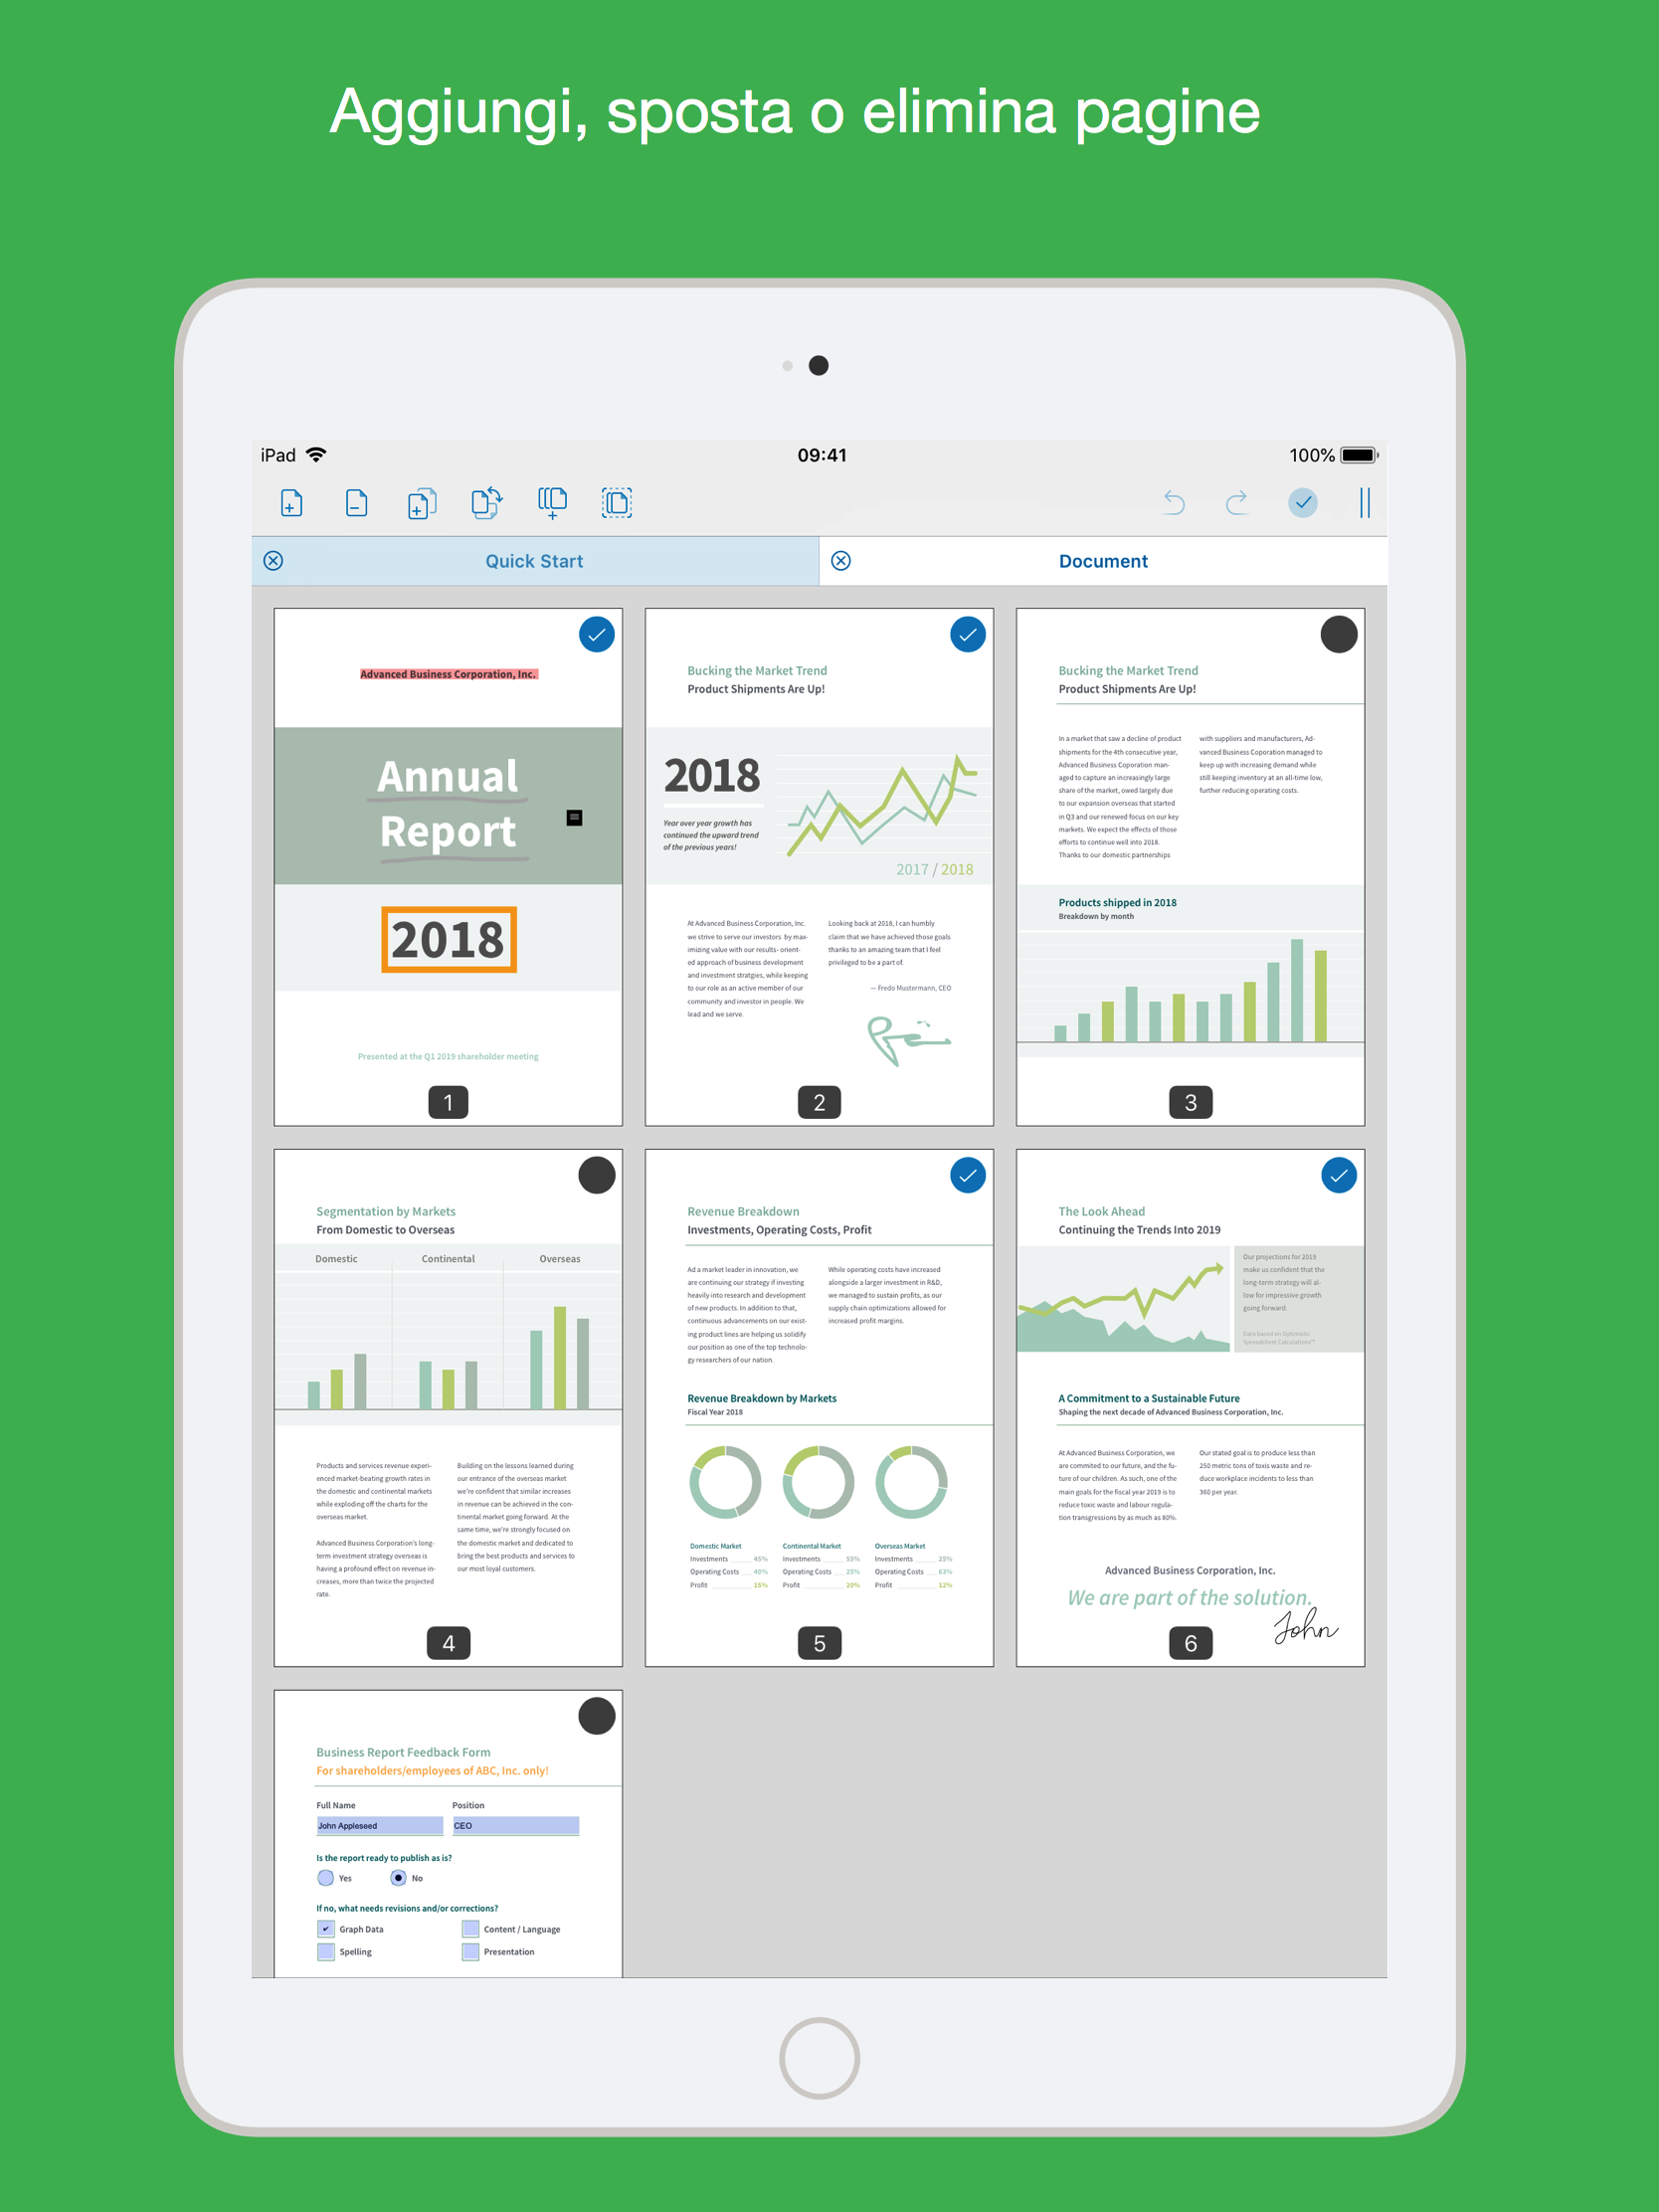 Aggiungi, sposta o elimina pagine
iPad
09:41
100%
Quick Start
Document
Advanced Business Corporation, Inc.
Annual
Report
2018
Presented at the Q1 2019 shareholder meeting
1
Bucking the Market Trend
Product Shipments Are Up!
2018
Year over year growth has
continued the upward trend
of the previous years!
2017 / 2018
At Advanced Business Corporation, Inc.
we strive to serve our investors by max-
imizing value with our results- orient-
ed approach of business development
and investment stratgies, while keeping
to our role as an active member of our
community and investor in people. We
lead and we serve.
Looking back at 2018, I can humbly
claim that we have achieved those goals
thanks to an amazing team that I feel
privileged to be a part of.
— Fredo Mustermann, CEO
2
Bucking the Market Trend
Product Shipments Are Up!
In a market that saw a decline of product
shipments for the 4th consecutive year,
Advanced Business Coporation man-
aged to capture an increasingly large
share of the market, owed largely due
to our expansion overseas that started
in Q3 and our renewed focus on our key
markets. We expect the effects of those
efforts to continue well into 2018.
Thanks to our domestic partnerships
with suppliers and manufacturers, Ad-
vanced Business Coporation managed to
keep up with increasing demand while
still keeping inventory at an all-time low,
further reducing operating costs.
Products shipped in 2018
Breakdown by month
3
Segmentation by Markets
From Domestic to Overseas
Domestic
Continental
Overseas
Products and services revenue experi-
enced market-beating growth rates in
the domestic and continental markets
while exploding off the charts for the
overseas market.
Advanced Business Corporation's long-
term investment strategy overseas is
having a profound effect on revenue in-
creases, more than twice the projected
rate.
Building on the lessons learned during
our entrance of the overseas market
we're confident that similar increases
in revenue can be achieved in the con-
tinental market going forward. At the
same time, we're strongly focused on
the domestic market and dedicated to
bring the best products and services to
our most loyal customers.
4
Revenue Breakdown
Investments, Operating Costs, Profit
Ad a market leader in innovation, we
are continuing our strategy if investing
heavily into research and development
of new products. In addition to that,
continuous advancements on our exist-
ing product lines are helping us solidify
our position as one of the top technolo-
gy researchers of our nation.
While operating costs have increased
alongside a larger investment in R&D,
we managed to sustain profits, as our
supply chain optimizations allowed for
increased profit margins.
Revenue Breakdown by Markets
Fiscal Year 2018
Domestic Market
Investments 45%
Operating Costs 40%
Profit 15%
Continental Market
Investments 55%
Operating Costs 25%
Profit 20%
Overseas Market
Investments 25%
Operating Costs 63%
Profit 12%
5
The Look Ahead
Continuing the Trends Into 2019
Our projections for 2019
make us confident that the
long-term strategy will al-
low for impressive growth
going forward.
Data based on Optimistic
Spreadsheet Calculations™
A Commitment to a Sustainable Future
Shaping the next decade of Advanced Business Corporation, Inc.
At Advanced Business Corporation, we
are commited to our future, and the fu-
ture of our children. As such, one of the
main goals for the fiscal year 2019 is to
reduce toxic waste and labour regula-
tion transgressions by as much as 80%.
Our stated goal is to produce less than
250 metric tons of toxis waste and re-
duce workplace incidents to less than
360 per year.
Advanced Business Corporation, Inc.
We are part of the solution.
John
6
Business Report Feedback Form
For shareholders/employees of ABC, Inc. only!
Full Name
Position
John Appleseed
CEO
Is the report ready to publish as is?
Yes
No
If no, what needs revisions and/or corrections?
Graph Data
Content / Language
Spelling
Presentation